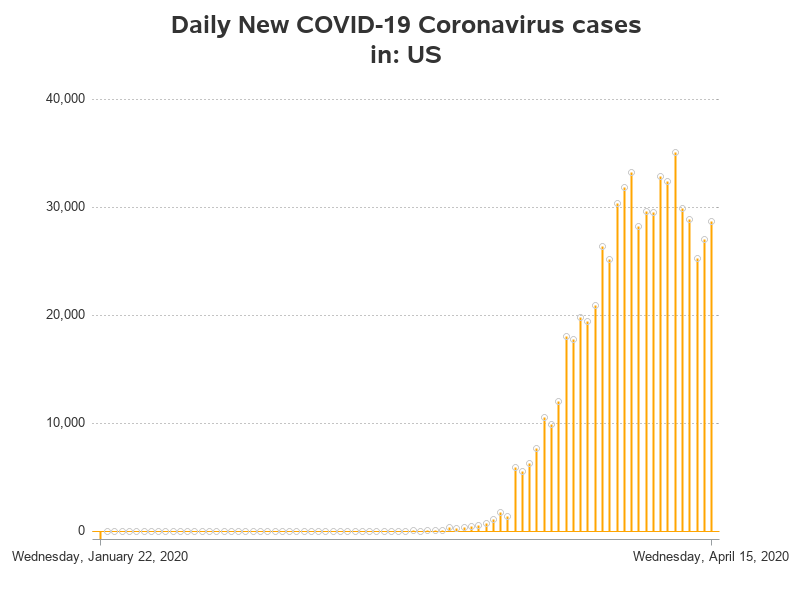 Daily New COVID-19 Coronavirus cases
in: US
40,000
30,000
20,000
10,000
0
Wednesday, January 22, 2020
Wednesday, April 15, 2020